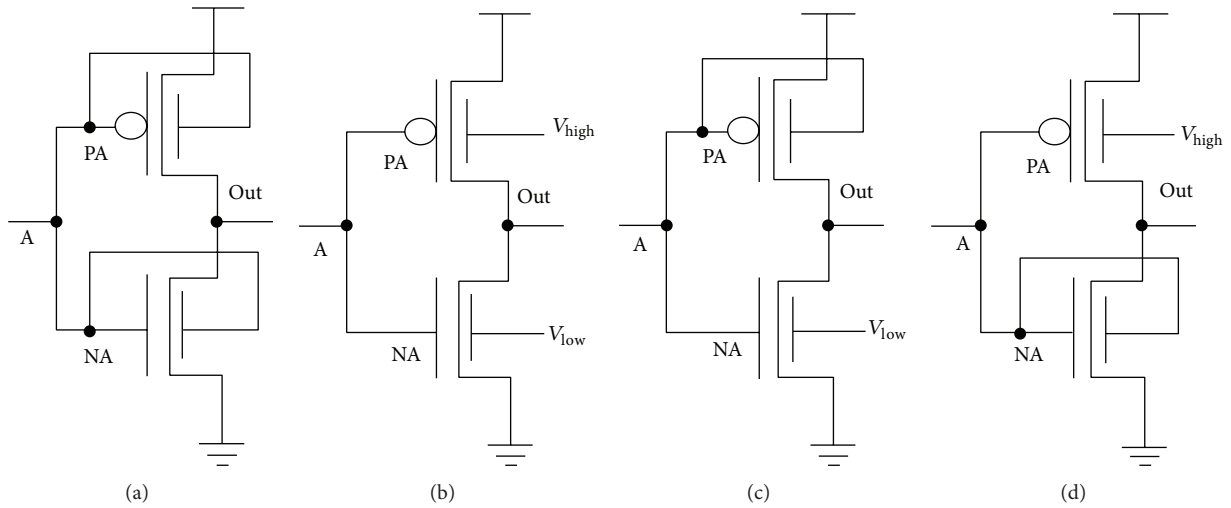 PA
Out
A
NA
(a)
PA
V_high
Out
A
NA
V_low
(b)
PA
Out
A
NA
V_low
(c)
PA
V_high
Out
A
NA
(d)